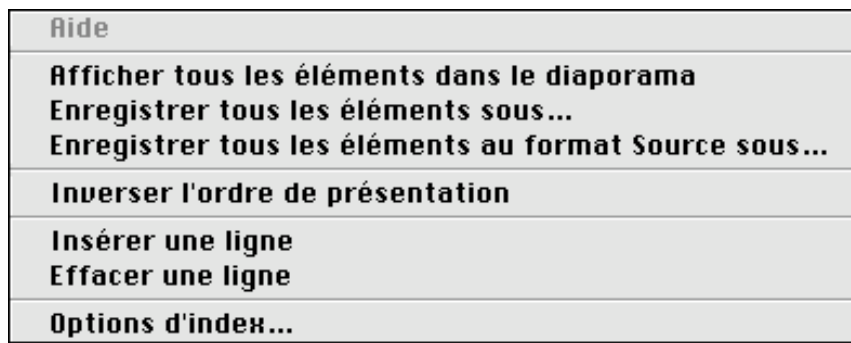 Aide
Afficher tous les éléments dans le diaporama
Enregistrer tous les éléments sous...
Enregistrer tous les éléments au format Source sous...
Inverser l'ordre de présentation
Insérer une ligne
Effacer une ligne
Options d'index...